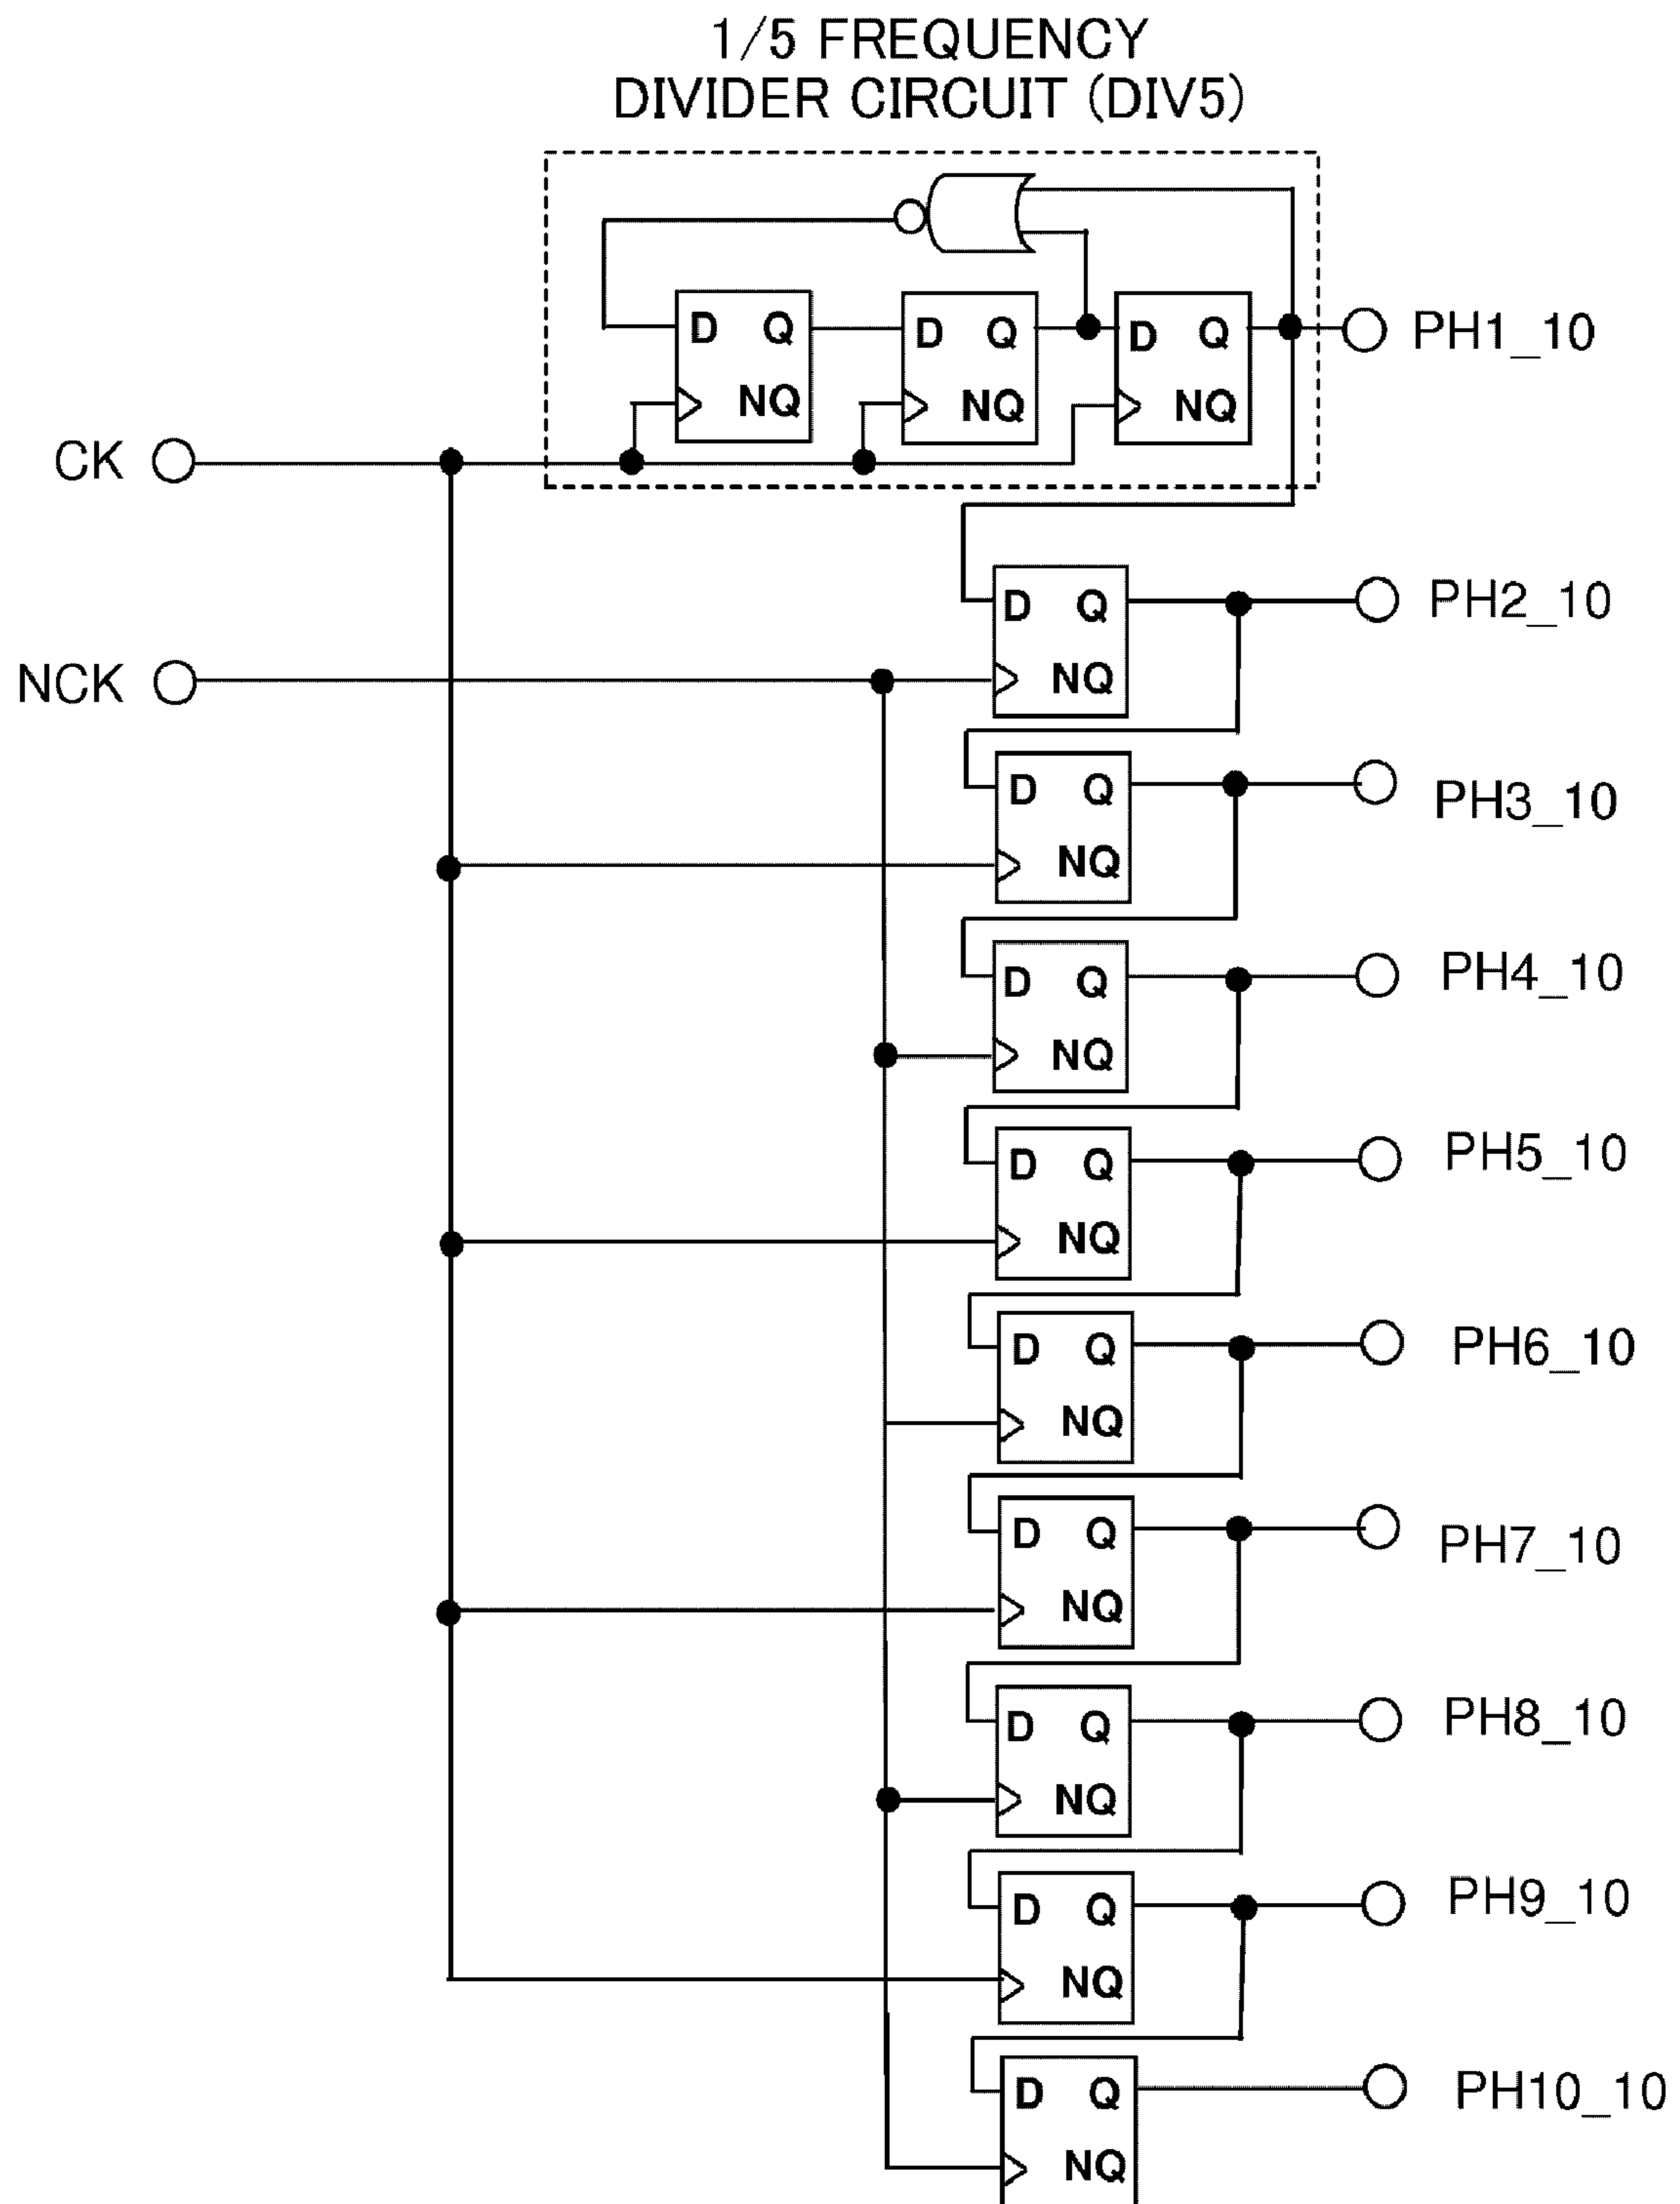 1/5 FREQUENCY
DIVIDER CIRCUIT (DIV5)
D Q D Q D Q PH1_10
NQ NQ NQ
CK
D Q PH2_10
NCK NQ
D Q PH3_10
NQ
D Q PH4_10
NQ
D Q PH5_10
NQ
D Q PH6_10
NQ
D Q PH7_10
NQ
D Q PH8_10
NQ
D Q PH9_10
NQ
D Q PH10_10
NQ